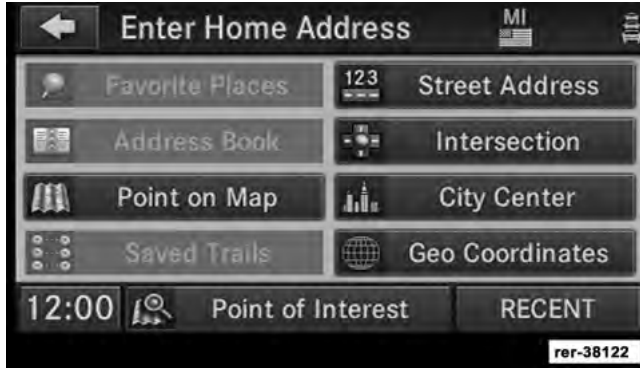 Enter Home Address
MI
Favorite Places
123
Street Address
Address Book
Intersection
Point on Map
City Center
Saved Trails
Geo Coordinates
12:00
Point of Interest
RECENT
rer-38122